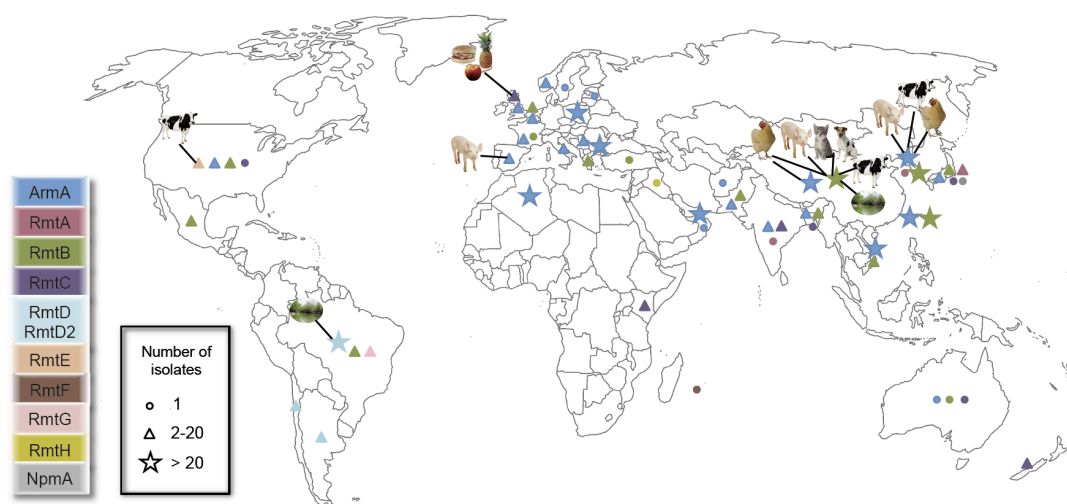 ArmA
RmtA
RmtB
RmtC
RmtD
RmtD2
RmtE
RmtF
RmtG
RmtH
NpmA
Number of
isolates
1
2-20
> 20